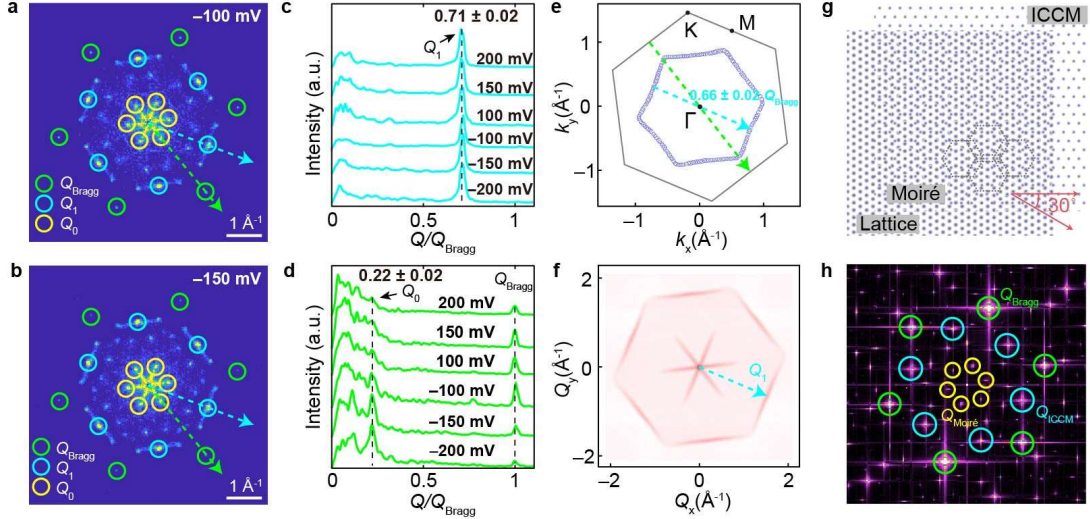 a
–100 mV
Q_Bragg
Q_1
Q_0
1 Å⁻¹
b
–150 mV
Q_Bragg
Q_1
Q_0
1 Å⁻¹
c
0.71 ± 0.02
Q_1
200 mV
150 mV
100 mV
–100 mV
–150 mV
–200 mV
Intensity (a.u.)
0
0.5
1
Q/Q_Bragg
d
0.22 ± 0.02
Q_0
Q_Bragg
200 mV
150 mV
100 mV
–100 mV
–150 mV
–200 mV
Intensity (a.u.)
0
0.5
1
Q/Q_Bragg
e
K
M
0.66 ± 0.02 Q_Bragg
Γ
k_y(Å⁻¹)
1
0
–1
–1
0
1
k_x(Å⁻¹)
f
Q_1
Q_y(Å⁻¹)
2
0
–2
–2
0
2
Q_x(Å⁻¹)
g
ICCM
Moiré
30°
Lattice
h
Q_Bragg
Q_Moiré
Q_ICCM